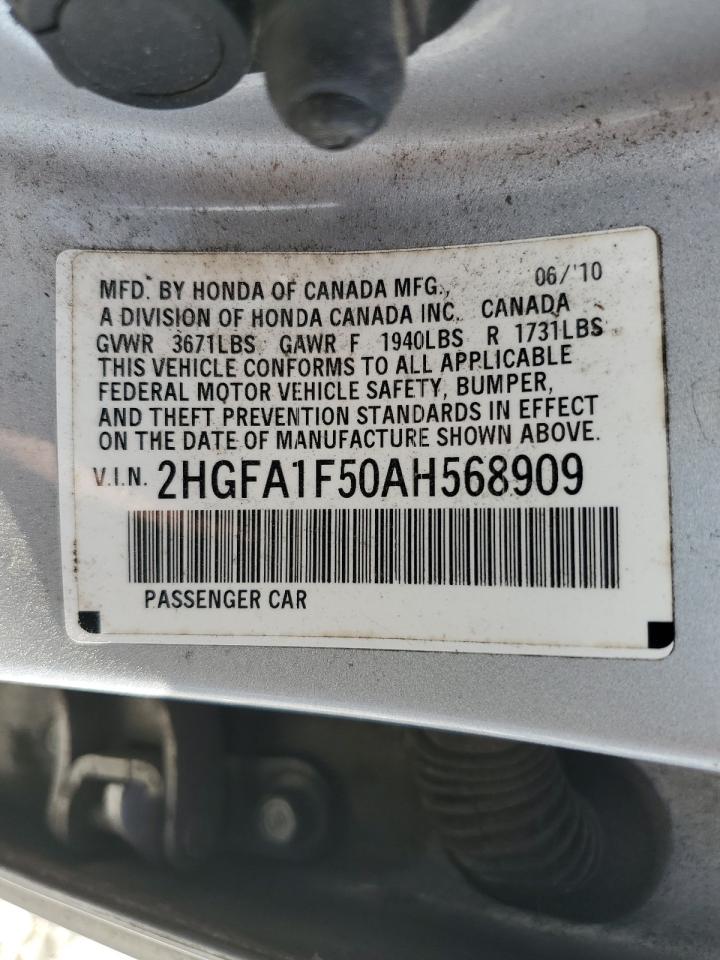 MFD. BY HONDA OF CANADA MFG., 06/'10
A DIVISION OF HONDA CANADA INC. CANADA
GVWR 3671LBS GAWR F 1940LBS R 1731LBS
THIS VEHICLE CONFORMS TO ALL APPLICABLE
FEDERAL MOTOR VEHICLE SAFETY, BUMPER,
AND THEFT PREVENTION STANDARDS IN EFFECT
ON THE DATE OF MANUFACTURE SHOWN ABOVE.
V.I.N. 2HGFA1F50AH568909
PASSENGER CAR